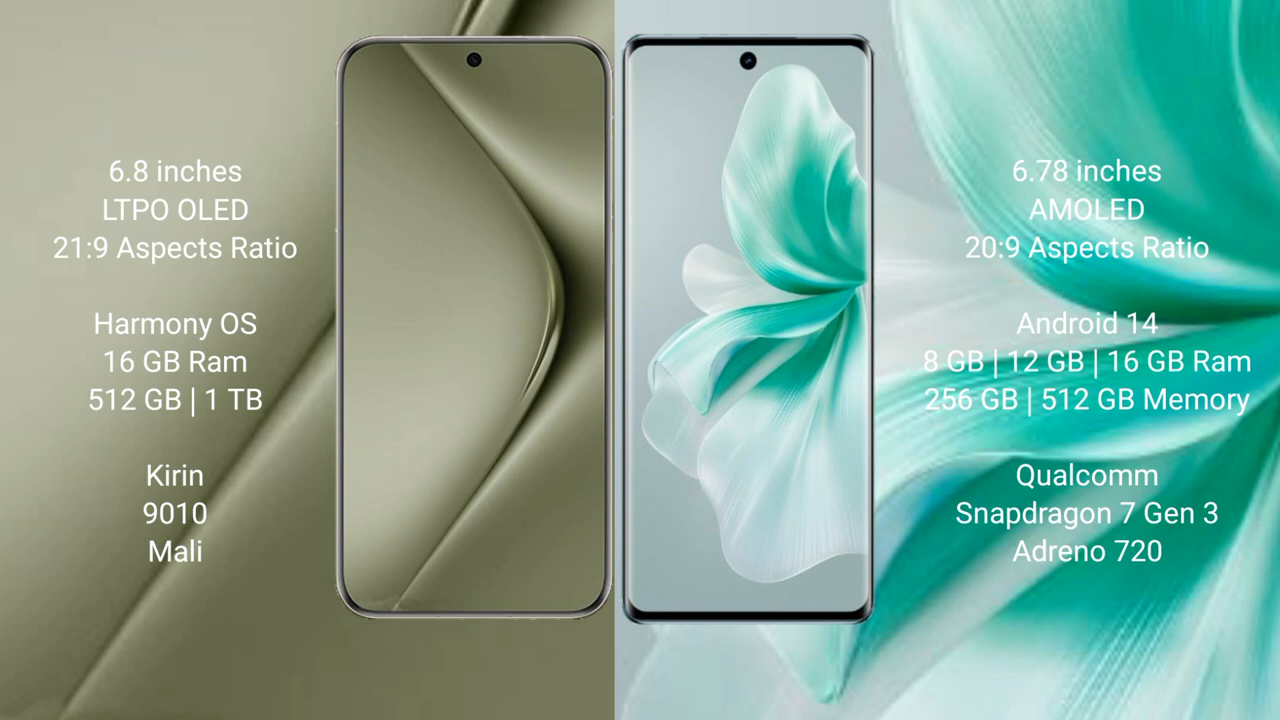 6.8 inches
LTPO OLED
21:9 Aspects Ratio
Harmony OS
16 GB Ram
512 GB | 1 TB
Kirin
9010
Mali
6.78 inches
AMOLED
20:9 Aspects Ratio
Android 14
8 GB | 12 GB | 16 GB Ram
256 GB | 512 GB Memory
Qualcomm
Snapdragon 7 Gen 3
Adreno 720